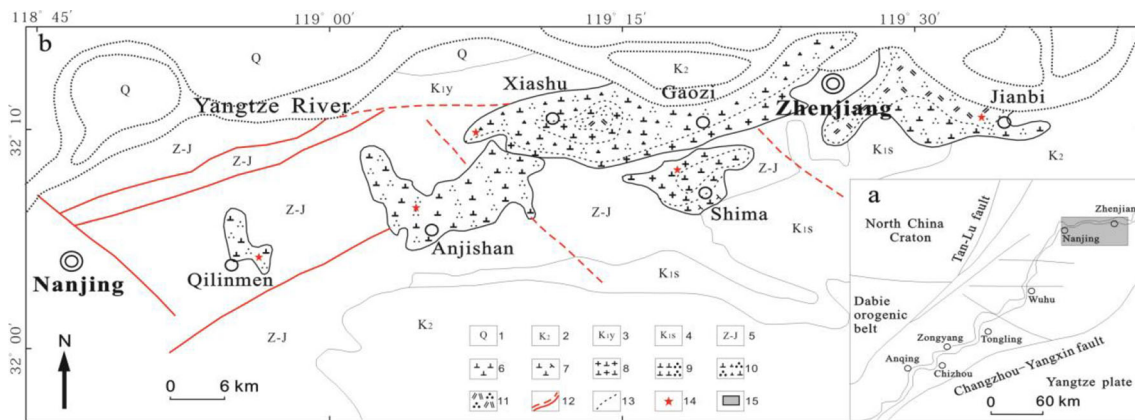 118° 45′ 119° 00′ 119° 15′ 119° 30′
b
Q
Q
K₂
K₁y
Xiashu
Gaozi
Zhenjiang
Jianbi
Yangtze River
32° 10′
Z-J
Z-J
Z-J
K₁s
K₂
Z-J
Z-J
Shima
K₁s
Anjishan
Qilinmen
Nanjing
K₁s
Z-J
K₂
32° 00′
N
0 6 km
Q 1 K₂ 2 K₁y 3 K₁s 4 Z-J 5
6 7 8 9 10
11 12 13 14 15
a
North China
Craton
Tan-Lu fault
Zhenjian
Nanjing
Wuhu
Dabie
orogenic
belt
Zongyang
Tongling
Anqing
Chizhou
Changzhou-Yangxin fault
Yangtze plate
0 60 km